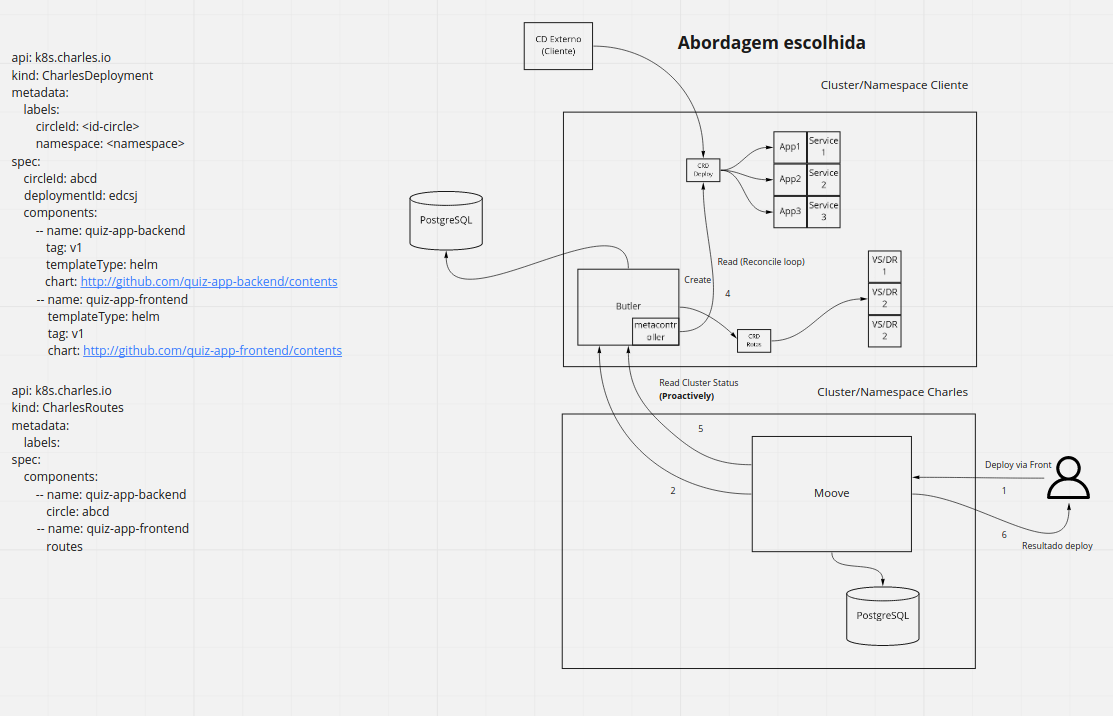 Abordagem escolhida
CD Externo
(Cliente)
api: k8s.charles.io
kind: CharlesDeployment
metadata:
labels:
circleId: <id-circle>
namespace: <namespace>
spec:
circleId: abcd
deploymentId: edcsj
components:
-- name: quiz-app-backend
tag: v1
templateType: helm
chart: http://github.com/quiz-app-backend/contents
-- name: quiz-app-frontend
templateType: helm
tag: v1
chart: http://github.com/quiz-app-frontend/contents
api: k8s.charles.io
kind: CharlesRoutes
metadata:
labels:
spec:
components:
-- name: quiz-app-backend
circle: abcd
-- name: quiz-app-frontend
routes
PostgreSQL
Cluster/Namespace Cliente
CRD
Deploy
App1
Service
1
App2
Service
2
App3
Service
3
Read (Reconcile loop)
Create
4
Butler
metacontr
oller
CRD
Rotas
VS/DR
1
VS/DR
2
VS/DR
2
Read Cluster Status
(Proactively)
Cluster/Namespace Charles
5
2
Moove
PostgreSQL
Deploy via Front
1
6
Resultado deploy